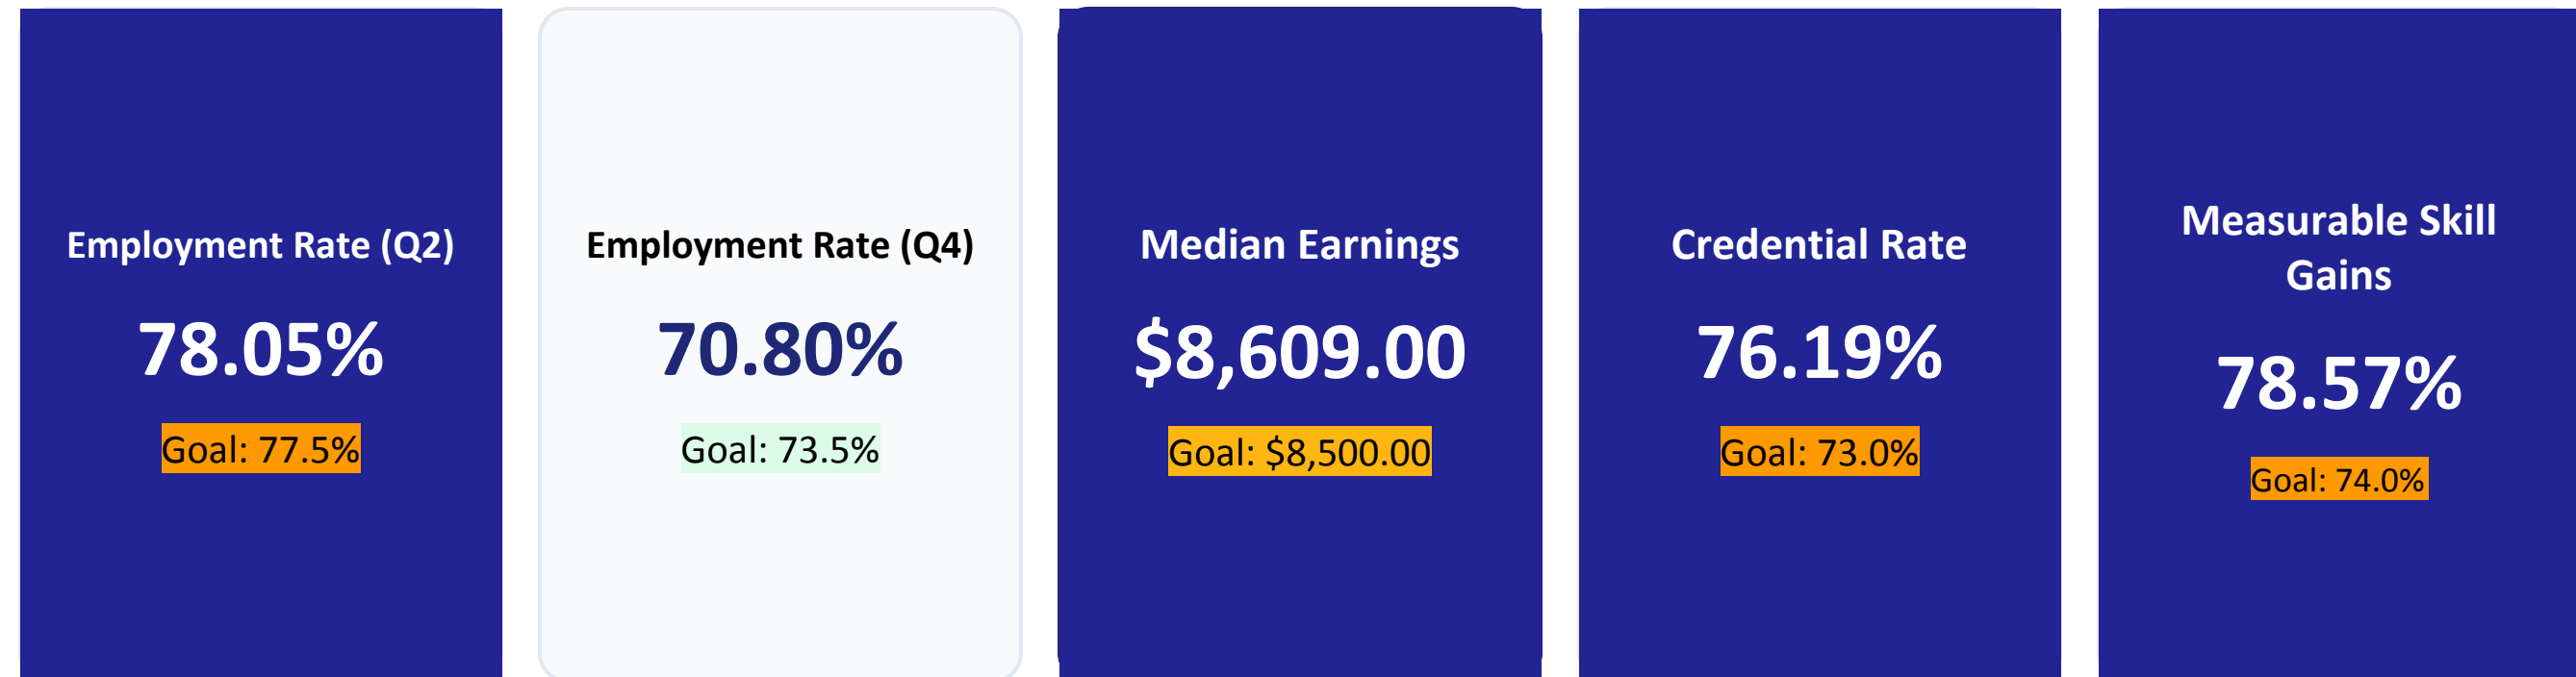 Employment Rate (Q2)
78.05%
Goal: 77.5%
Employment Rate (Q4)
70.80%
Goal: 73.5%
Median Earnings
$8,609.00
Goal: $8,500.00
Credential Rate
76.19%
Goal: 73.0%
Measurable Skill
Gains
78.57%
Goal: 74.0%